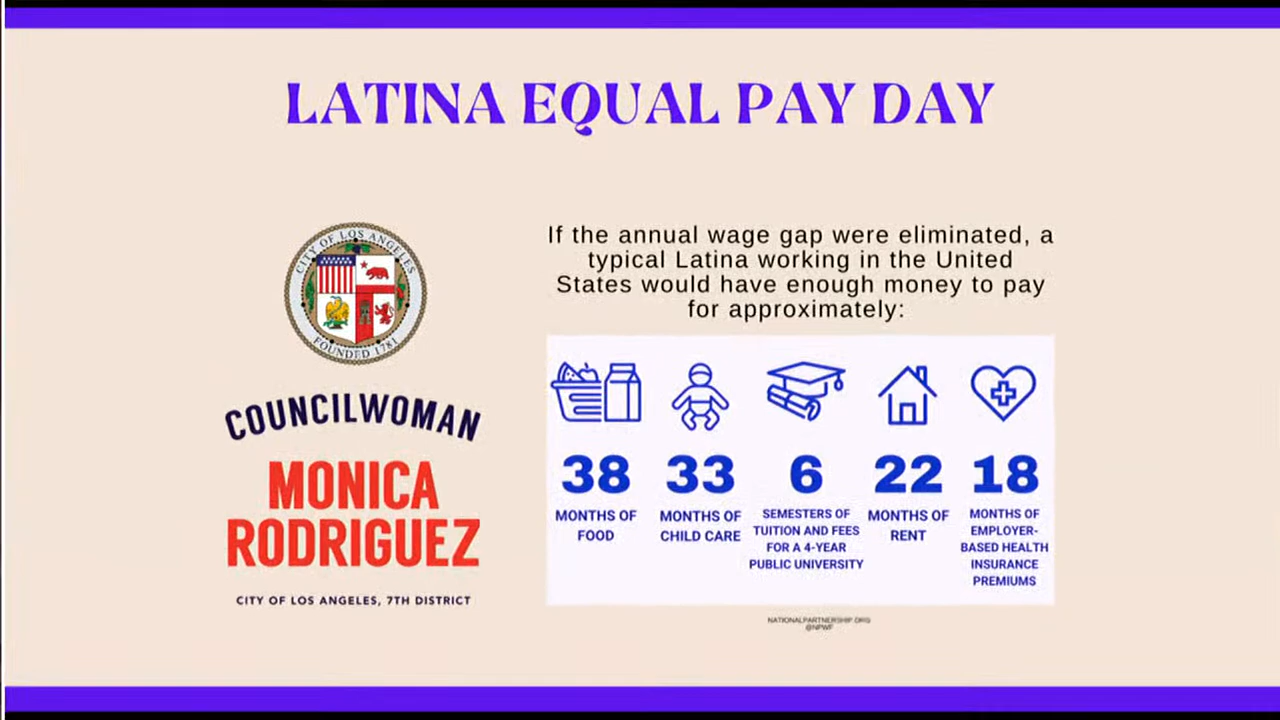 LATINA EQUAL PAY DAY
CITY OF LOS ANGELES
FOUNDED 1781
COUNCILWOMAN
MONICA
RODRIGUEZ
CITY OF LOS ANGELES, 7TH DISTRICT
If the annual wage gap were eliminated, a
typical Latina working in the United
States would have enough money to pay
for approximately:
38
MONTHS OF
FOOD
33
MONTHS OF
CHILD CARE
6
SEMESTERS OF
TUITION AND FEES
FOR A 4-YEAR
PUBLIC UNIVERSITY
22
MONTHS OF
RENT
18
MONTHS OF
EMPLOYER-
BASED HEALTH
INSURANCE
PREMIUMS
NATIONALPARTNERSHIP.ORG
@NPWF